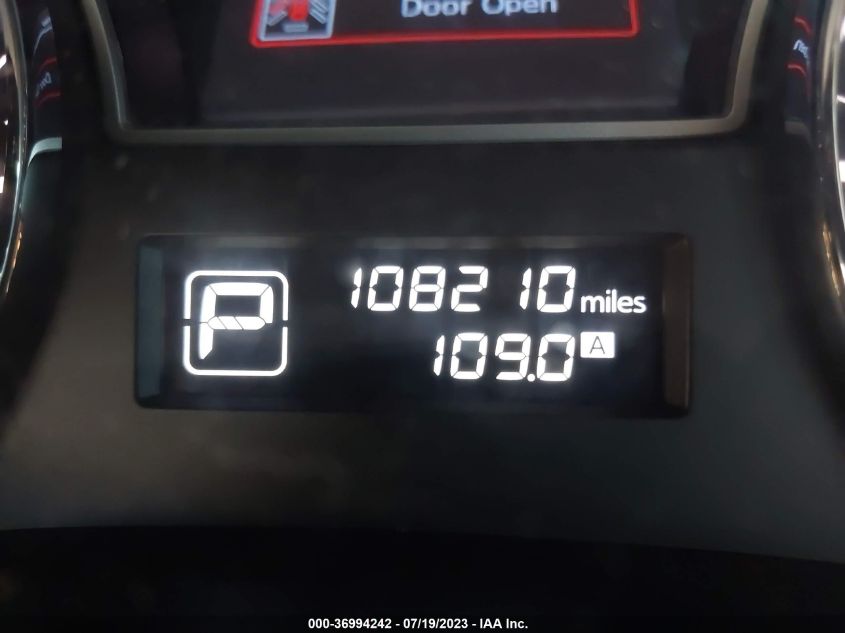 Door Open
P
108210 miles
109.0 A
000-36994242 - 07/19/2023 - IAA Inc.